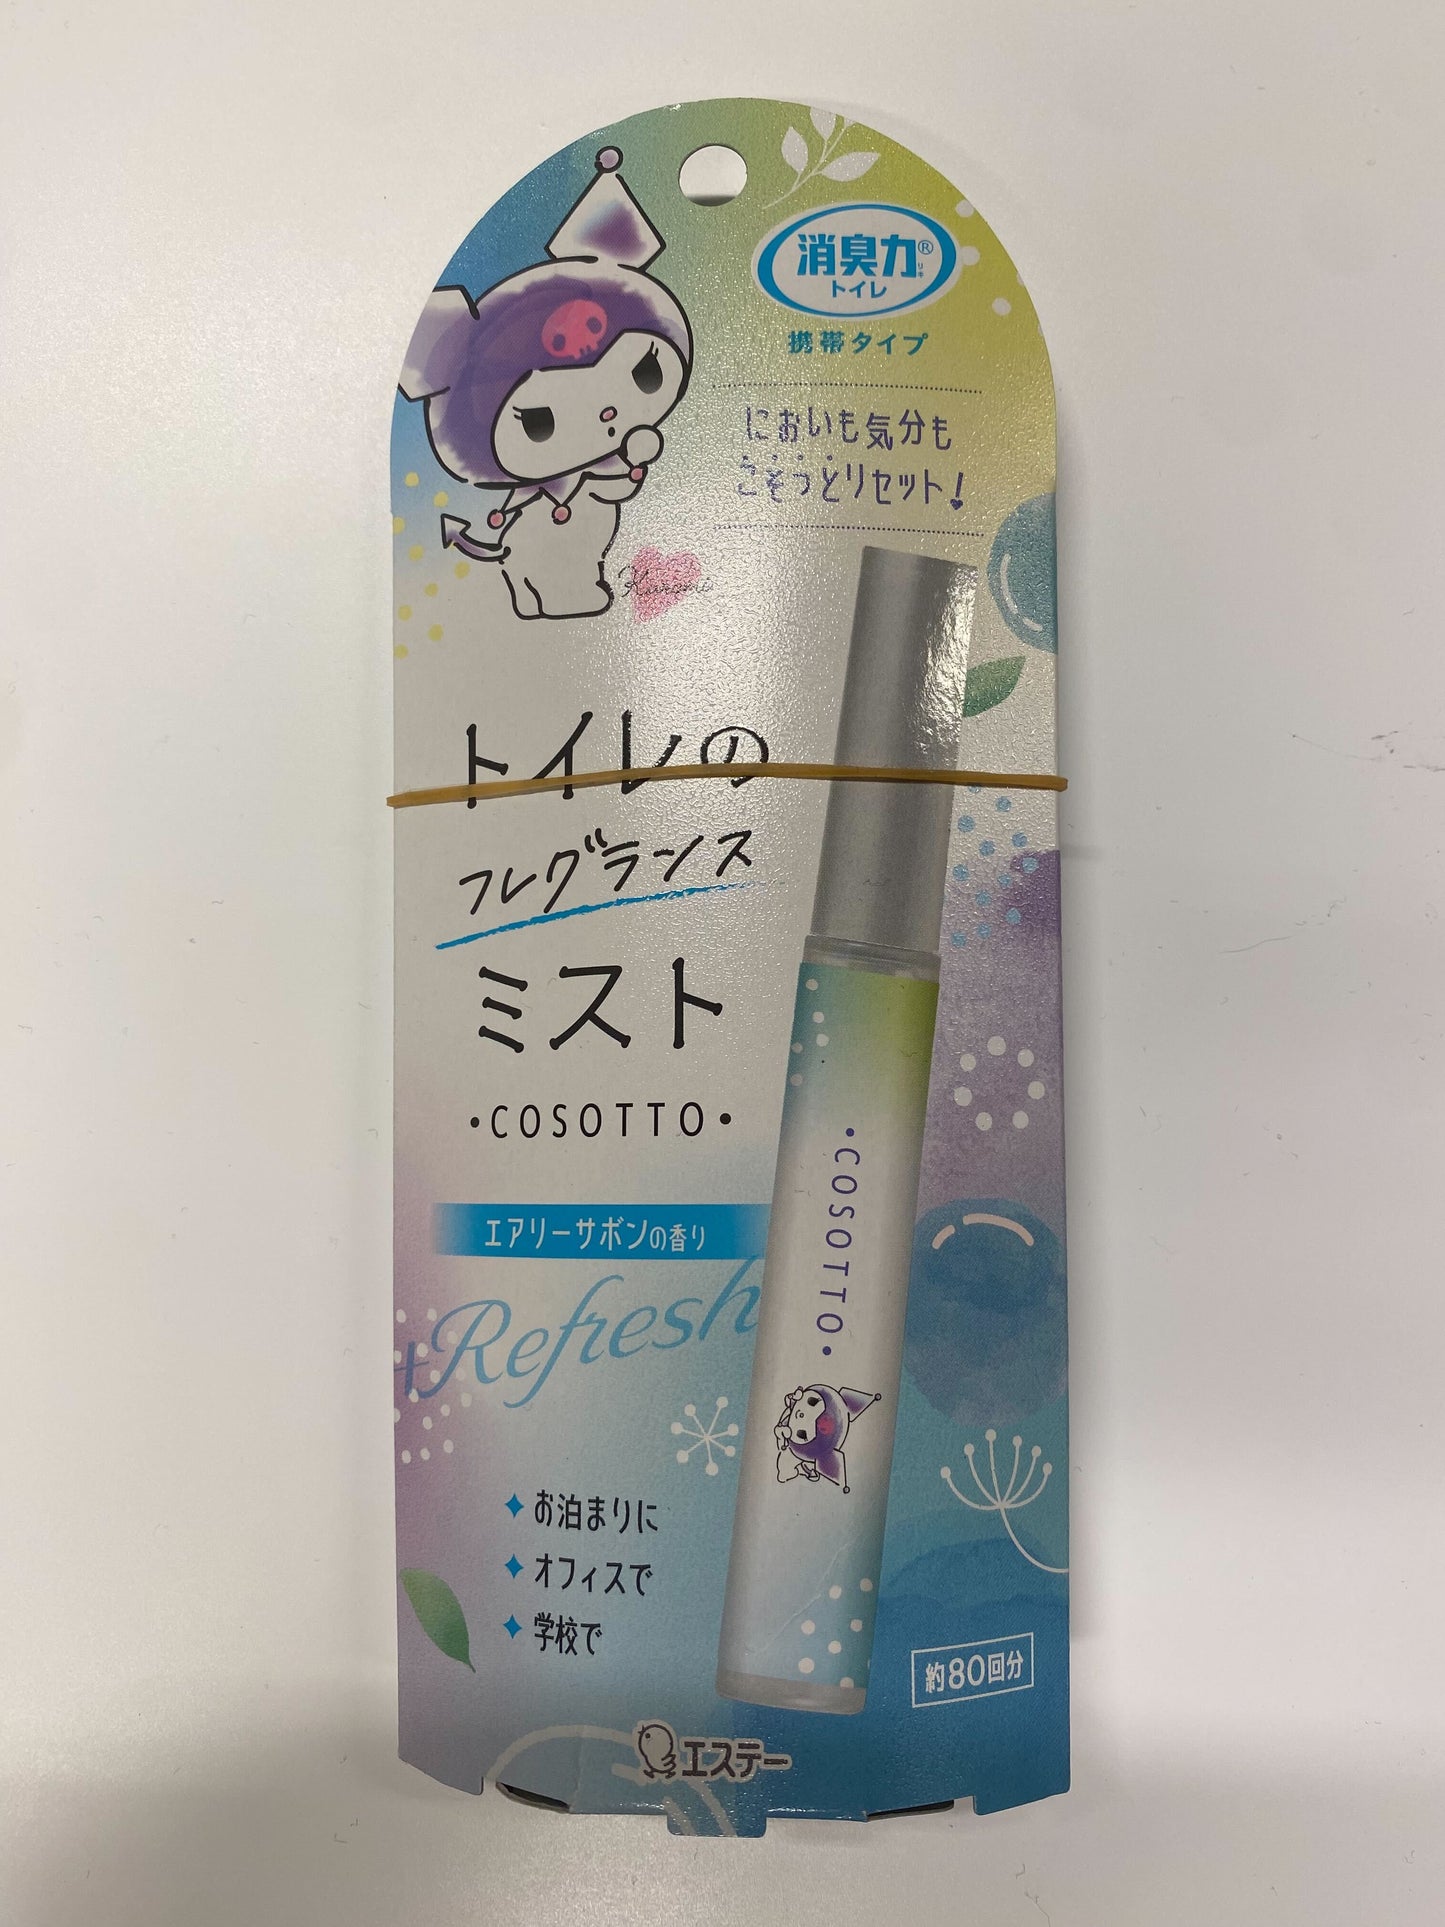 消臭力®
リキ
トイレ
携帯タイプ
においも気分も
こそっとリセット!
Kuromi
トイレの
フレグランス
ミスト
・COSOTTO・
エアリーサボンの香り
+Refresh
・COSOTTO・
お泊まりに
オフィスで
学校で
約80回分
エステー